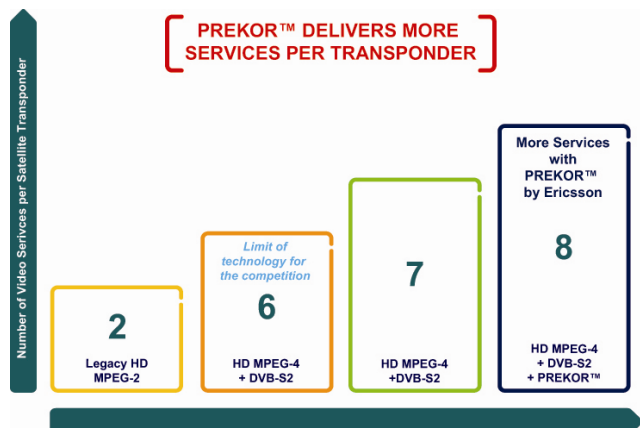 PREKOR™ DELIVERS MORE
SERVICES PER TRANSPONDER
Number of Video Serivces per Satellite Transponder
2
Legacy HD
MPEG-2
Limit of
technology for
the competition
6
HD MPEG-4
+ DVB-S2
7
HD MPEG-4
+DVB-S2
More Services
with
PREKOR™
by Ericsson
8
HD MPEG-4
+ DVB-S2
+ PREKOR™